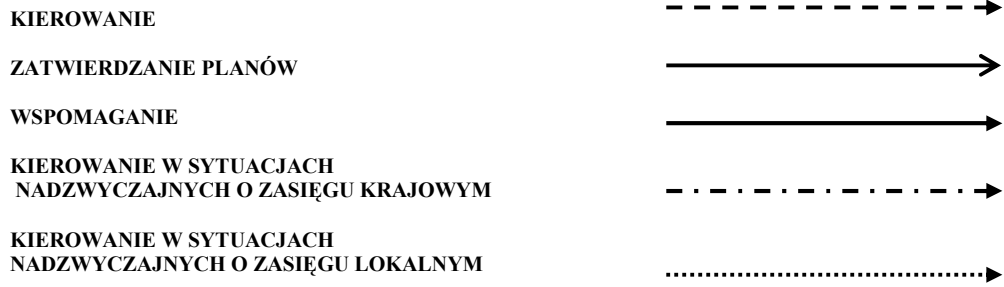 KIEROWANIE
ZATWIERDZANIE PLANÓW
WSPOMAGANIE
KIEROWANIE W SYTUACJACH
NADZWYCZAJNYCH O ZASIĘGU KRAJOWYM
KIEROWANIE W SYTUACJACH
NADZWYCZAJNYCH O ZASIĘGU LOKALNYM